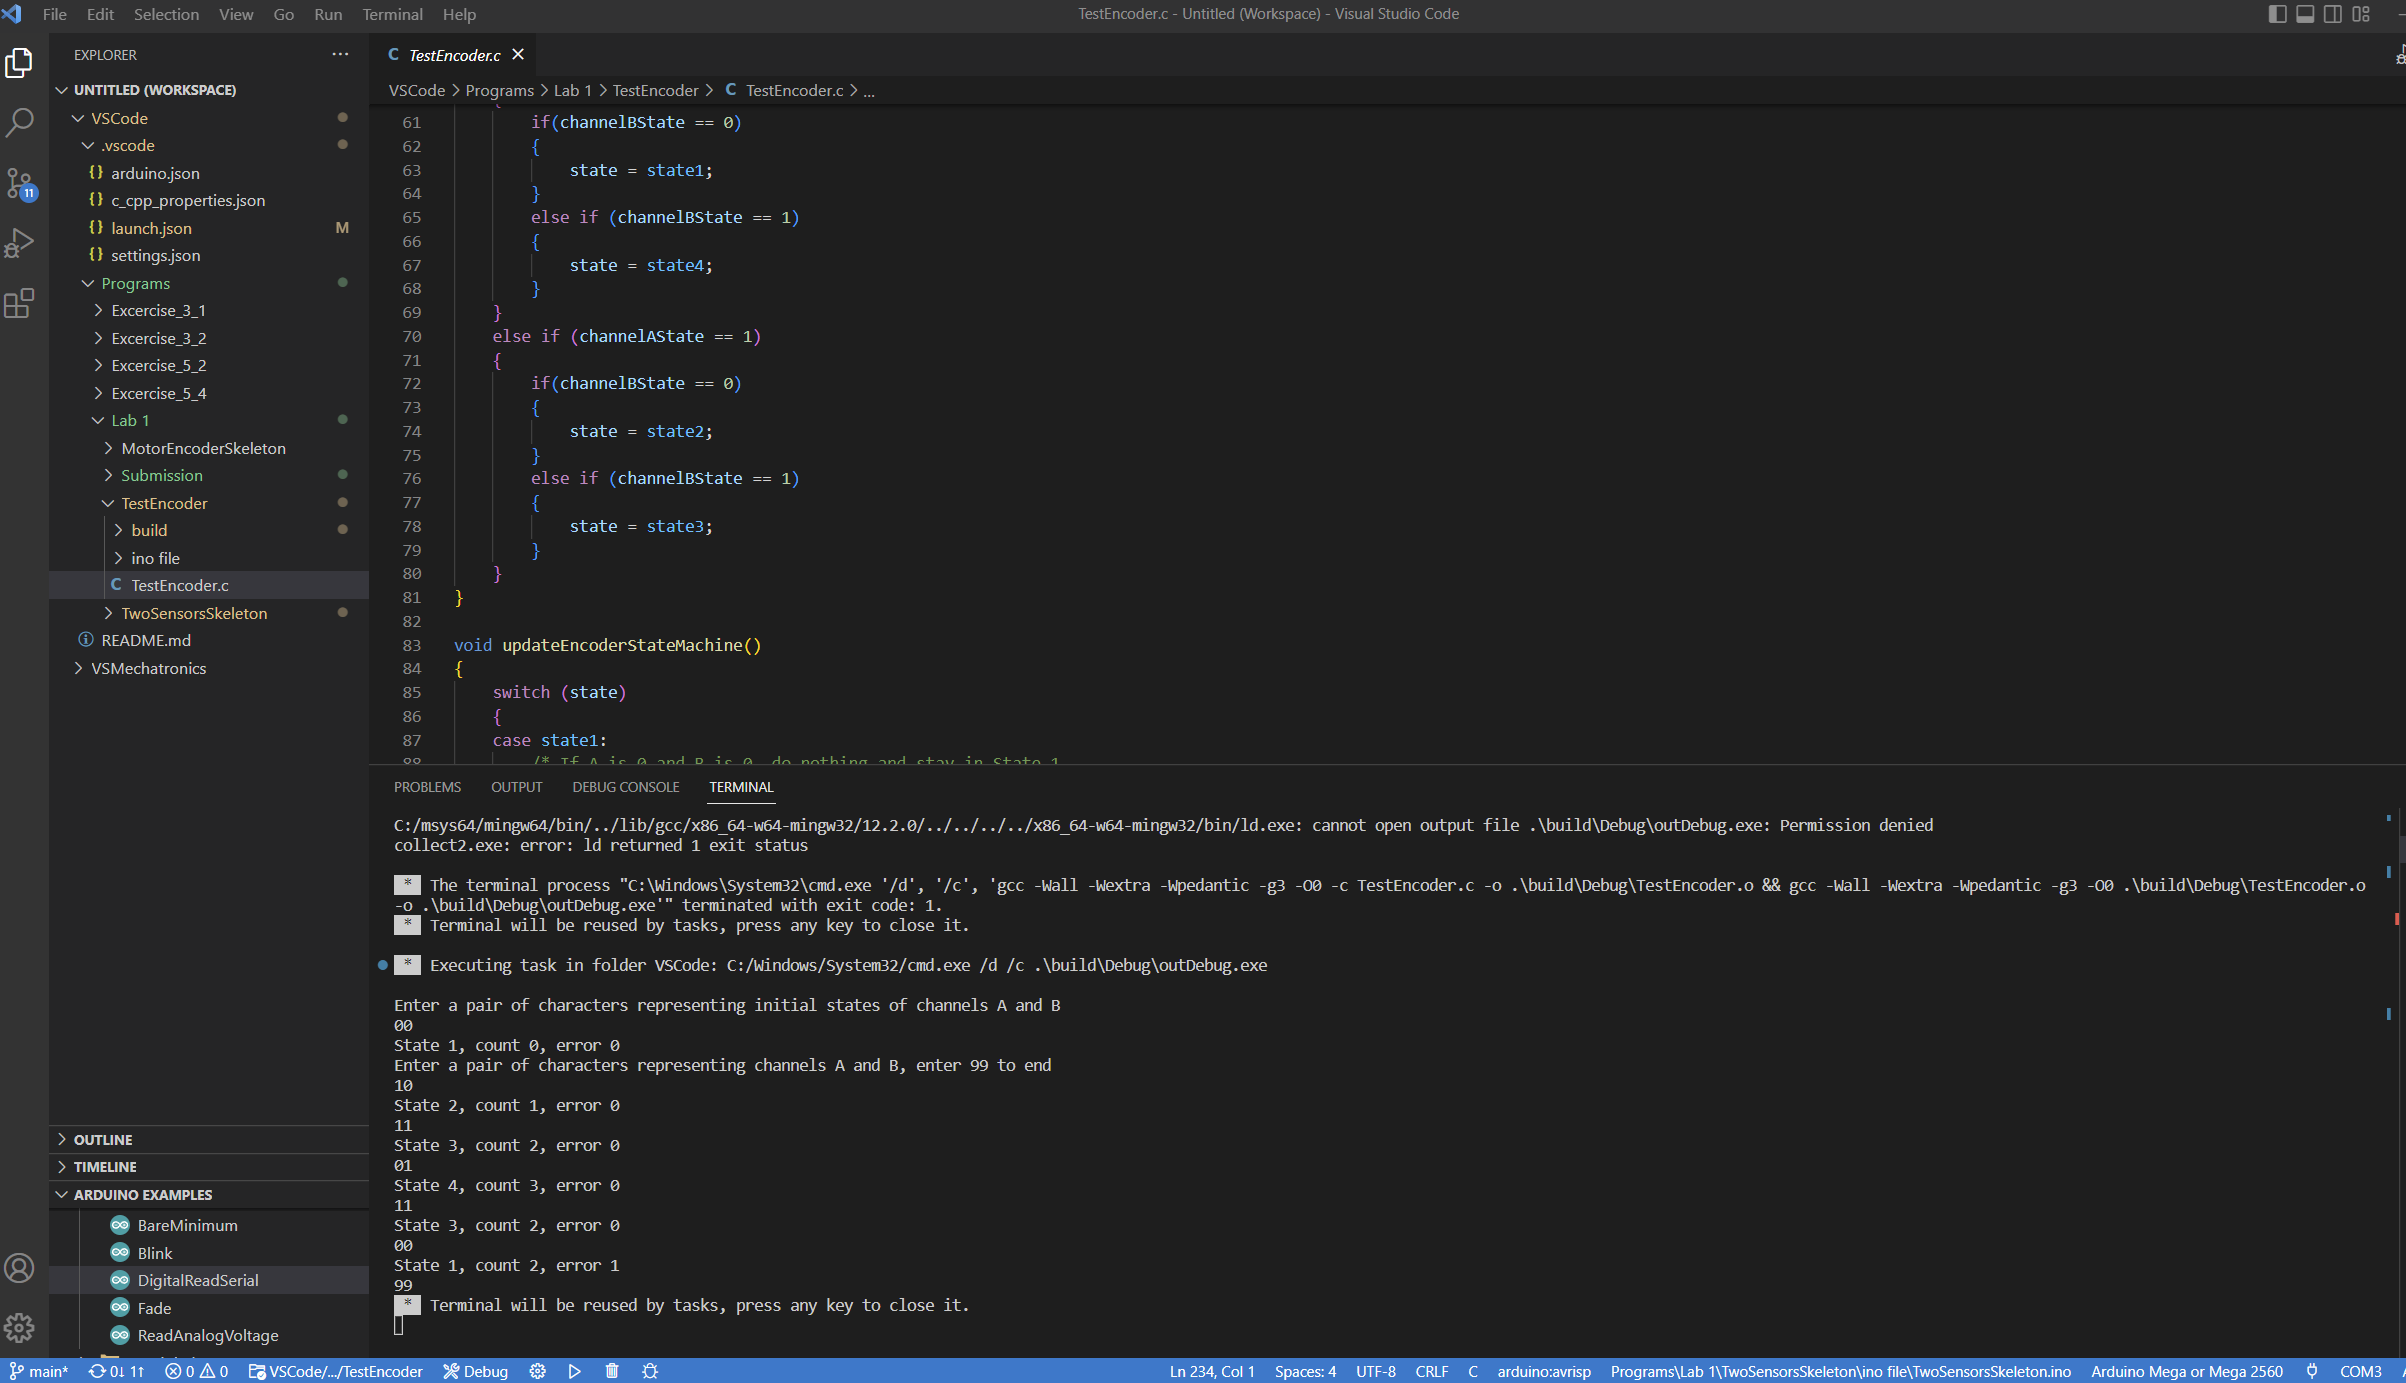 File Edit Selection View Go Run Terminal Help
TestEncoder.c - Untitled (Workspace) - Visual Studio Code
EXPLORER
UNTITLED (WORKSPACE)
VSCode
.vscode
{} arduino.json
{} c_cpp_properties.json
{} launch.json M
{} settings.json
Programs
Excercise_3_1
Excercise_3_2
Excercise_5_2
Excercise_5_4
Lab 1
MotorEncoderSkeleton
Submission
TestEncoder
build
ino file
C TestEncoder.c
TwoSensorsSkeleton
README.md
VSMechatronics
11
OUTLINE
TIMELINE
ARDUINO EXAMPLES
BareMinimum
Blink
DigitalReadSerial
Fade
ReadAnalogVoltage
C TestEncoder.c
VSCode > Programs > Lab 1 > TestEncoder > C TestEncoder.c > ...
61 if(channelBState == 0)
62 {
63 state = state1;
64 }
65 else if (channelBState == 1)
66 {
67 state = state4;
68 }
69 }
70 else if (channelAState == 1)
71 {
72 if(channelBState == 0)
73 {
74 state = state2;
75 }
76 else if (channelBState == 1)
77 {
78 state = state3;
79 }
80 }
81 }
82
83 void updateEncoderStateMachine()
84 {
85 switch (state)
86 {
87 case state1:
88 /* If A is 0 and B is 0, do nothing and stay in State 1
PROBLEMS OUTPUT DEBUG CONSOLE TERMINAL
C:/msys64/mingw64/bin/../lib/gcc/x86_64-w64-mingw32/12.2.0/../../../../x86_64-w64-mingw32/bin/ld.exe: cannot open output file .\build\Debug\outDebug.exe: Permission denied
collect2.exe: error: ld returned 1 exit status
* The terminal process "C:\Windows\System32\cmd.exe '/d', '/c', 'gcc -Wall -Wextra -Wpedantic -g3 -O0 -c TestEncoder.c -o .\build\Debug\TestEncoder.o && gcc -Wall -Wextra -Wpedantic -g3 -O0 .\build\Debug\TestEncoder.o
-o .\build\Debug\outDebug.exe'" terminated with exit code: 1.
* Terminal will be reused by tasks, press any key to close it.
* Executing task in folder VSCode: C:/Windows/System32/cmd.exe /d /c .\build\Debug\outDebug.exe
Enter a pair of characters representing initial states of channels A and B
00
State 1, count 0, error 0
Enter a pair of characters representing channels A and B, enter 99 to end
10
State 2, count 1, error 0
11
State 3, count 2, error 0
01
State 4, count 3, error 0
11
State 3, count 2, error 0
00
State 1, count 2, error 1
99
* Terminal will be reused by tasks, press any key to close it.
main* 0↓ 1↑ 0 0 VSCode/.../TestEncoder Debug Ln 234, Col 1 Spaces: 4 UTF-8 CRLF C arduino:avrisp Programs\Lab 1\TwoSensorsSkeleton\ino file\TwoSensorsSkeleton.ino Arduino Mega or Mega 2560 COM3